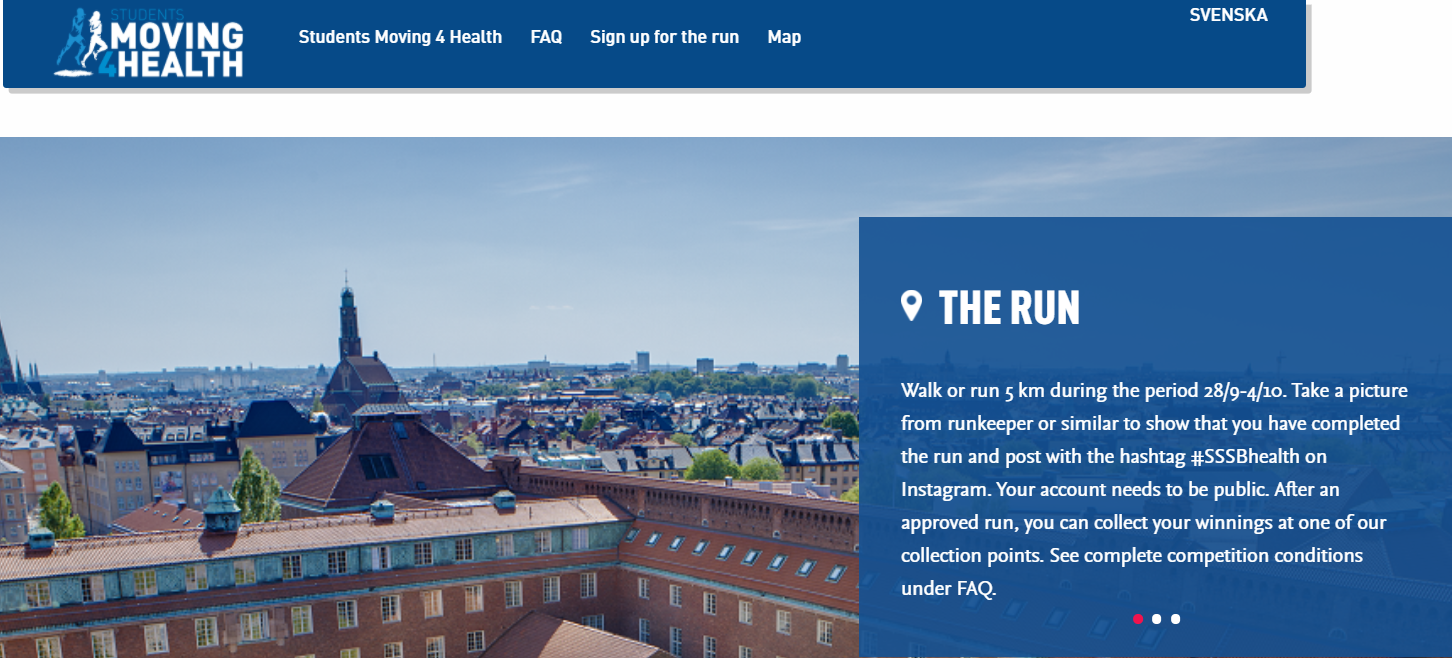 STUDENTS
MOVING
4HEALTH
Students Moving 4 Health FAQ Sign up for the run Map
SVENSKA
THE RUN
Walk or run 5 km during the period 28/9-4/10. Take a picture
from runkeeper or similar to show that you have completed
the run and post with the hashtag #SSSBhealth on
Instagram. Your account needs to be public. After an
approved run, you can collect your winnings at one of our
collection points. See complete competition conditions
under FAQ.